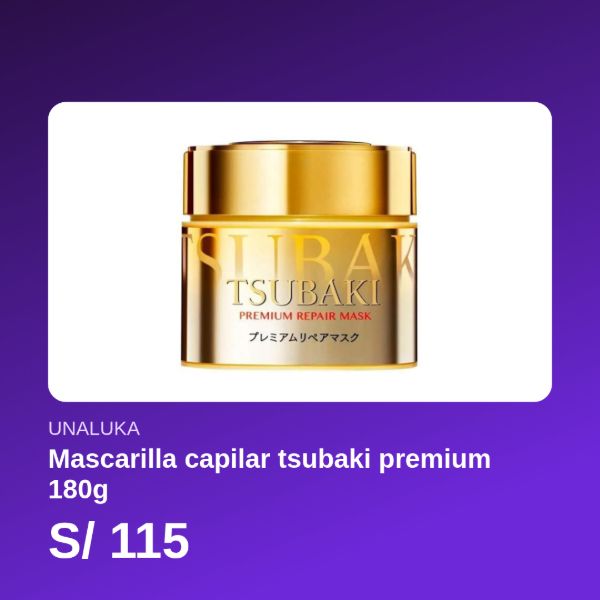 TSUBAK
TSUBAKI
PREMIUM REPAIR MASK
プレミアムリペアマスク
UNALUKA
Mascarilla capilar tsubaki premium
180g
S/ 115